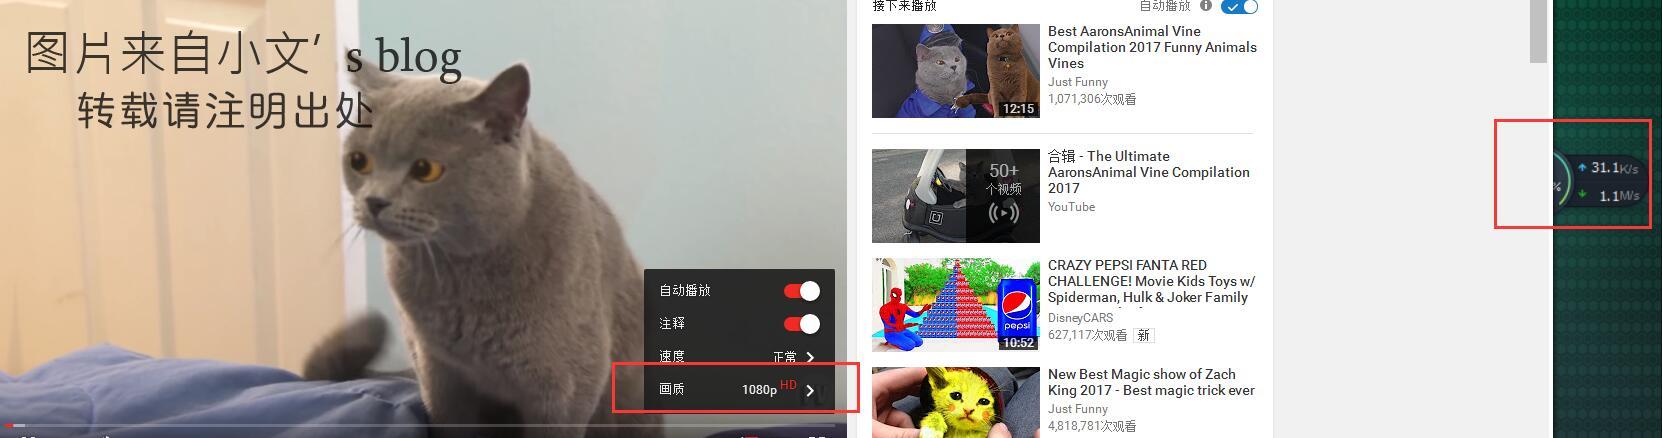 图片来自小文’s blog
转载请注明出处
自动播放
注释
速度 正常
画质 1080p HD
接下来播放 自动播放
Best AaronsAnimal Vine
Compilation 2017 Funny Animals
Vines
Just Funny
1,071,306次观看
12:15
合辑 - The Ultimate
AaronsAnimal Vine Compilation
2017
YouTube
50+
个视频
CRAZY PEPSI FANTA RED
CHALLENGE! Movie Kids Toys w/
Spiderman, Hulk & Joker Family
DisneyCARS
627,117次观看 新
pepsi
10:52
New Best Magic show of Zach
King 2017 - Best magic trick ever
Just Funny
4,818,781次观看
%
31.1K/s
1.1M/s